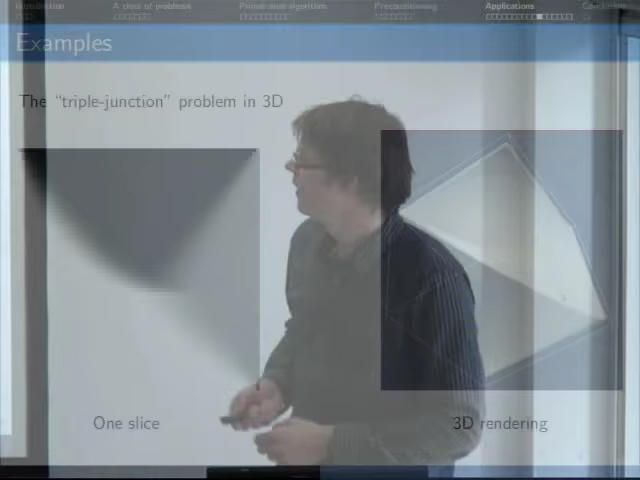 Introduction A class of problems Primal-dual algorithm Preconditioning Applications Conclusion
Examples
The “triple-junction” problem in 3D
One slice 3D rendering